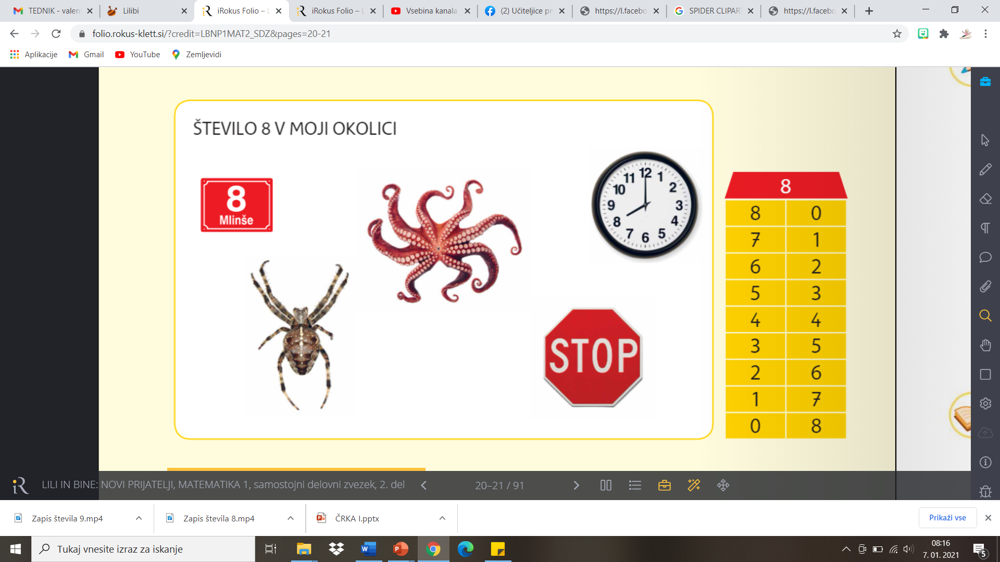 TEDNIK - valen
Lilibi
iRokus Folio – L
iRokus Folio – L
Vsebina kanala
(2) Učiteljice pr
https://l.facebo
SPIDER CLIPAR
https://l.facebo
folio.rokus-klett.si/?credit=LBNP1MAT2_SDZ&pages=20-21
Aplikacije
Gmail
YouTube
Zemljevidi
ŠTEVILO 8 V MOJI OKOLICI
8
Mlinše
12
1
2
3
4
5
6
7
8
9
10
11
STOP
8
8 0
7 1
6 2
5 3
4 4
3 5
2 6
1 7
0 8
iR
LILI IN BINE: NOVI PRIJATELJI, MATEMATIKA 1, samostojni delovni zvezek, 2. del
20–21 / 91
Zapis števila 9.mp4
Zapis števila 8.mp4
ČRKA I.pptx
Prikaži vse
Tukaj vnesite izraz za iskanje
08:16
7. 01. 2021
5